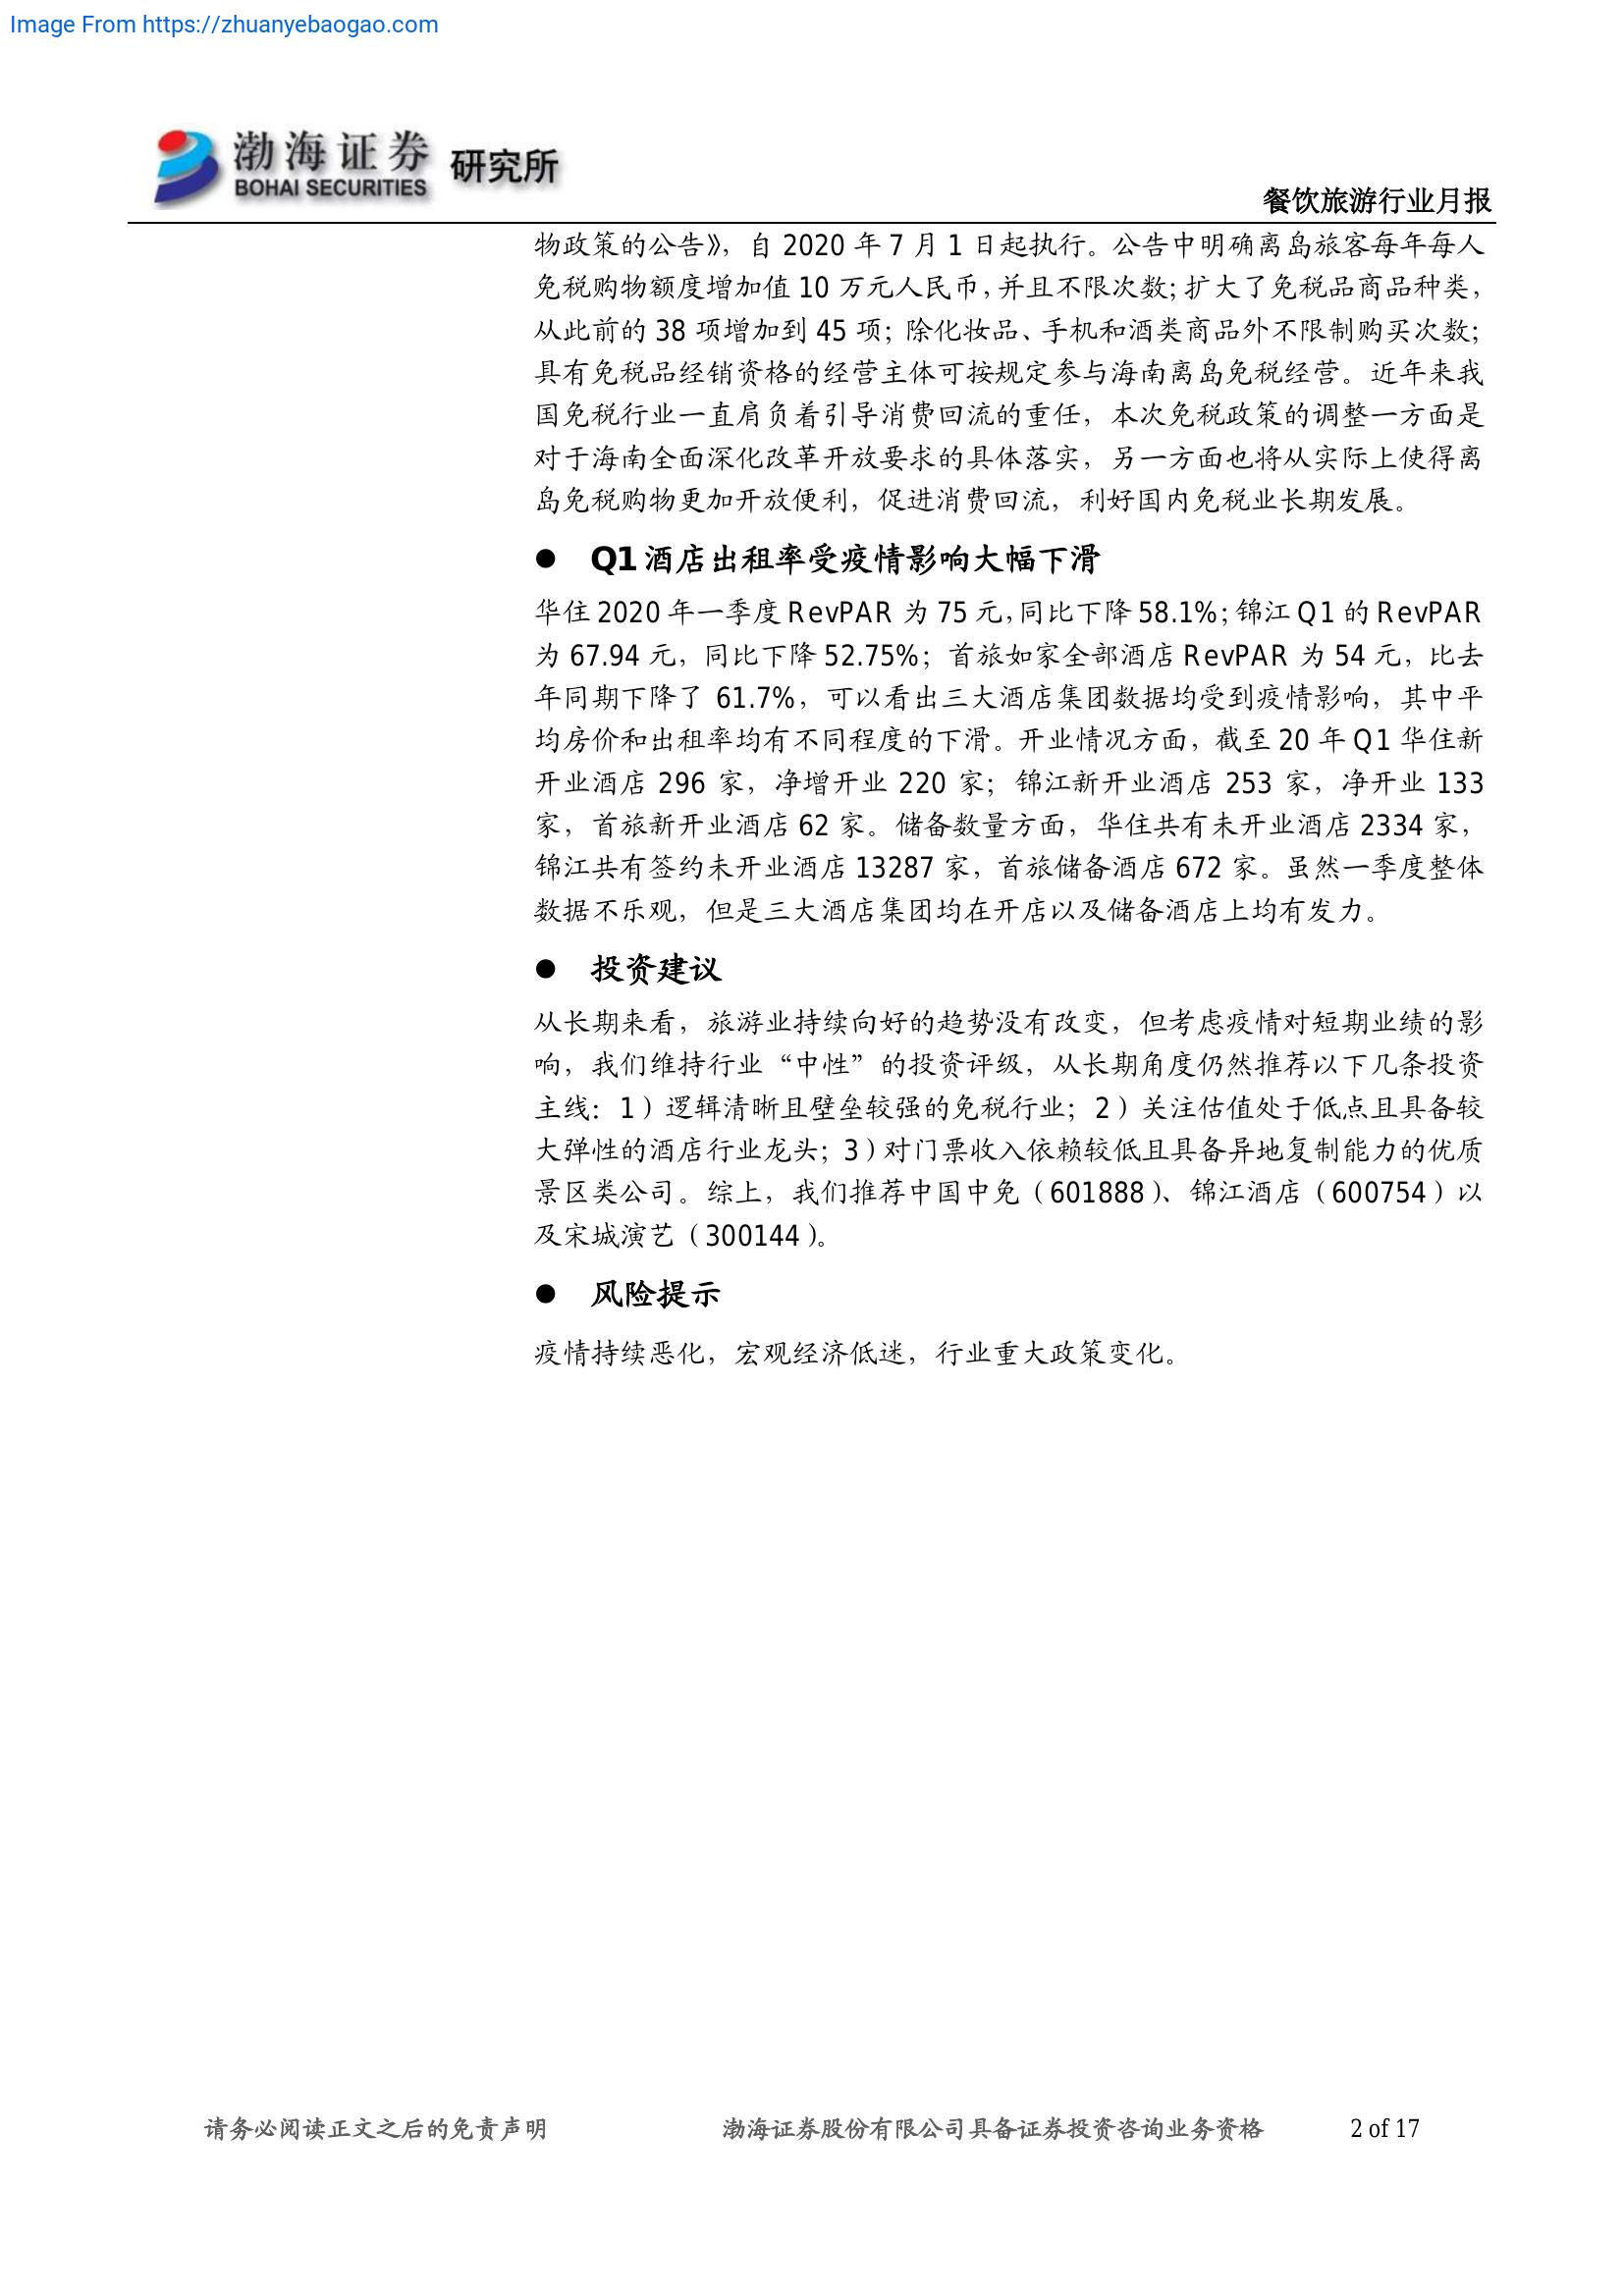 Image From https://zhuanyebaogao.com
渤海证券 研究所
BOHAI SECURITIES
餐饮旅游行业月报
物政策的公告》，自 2020 年 7 月 1 日起执行。公告中明确离岛旅客每年每人
免税购物额度增加值 10 万元人民币，并且不限次数；扩大了免税品商品种类，
从此前的 38 项增加到 45 项；除化妆品、手机和酒类商品外不限制购买次数；
具有免税品经销资格的经营主体可按规定参与海南离岛免税经营。近年来我
国免税行业一直肩负着引导消费回流的重任，本次免税政策的调整一方面是
对于海南全面深化改革开放要求的具体落实，另一方面也将从实际上使得离
岛免税购物更加开放便利，促进消费回流，利好国内免税业长期发展。
● Q1 酒店出租率受疫情影响大幅下滑
华住 2020 年一季度 RevPAR 为 75 元，同比下降 58.1%；锦江 Q1 的 RevPAR
为 67.94 元，同比下降 52.75%；首旅如家全部酒店 RevPAR 为 54 元，比去
年同期下降了 61.7%，可以看出三大酒店集团数据均受到疫情影响，其中平
均房价和出租率均有不同程度的下滑。开业情况方面，截至 20 年 Q1 华住新
开业酒店 296 家，净增开业 220 家；锦江新开业酒店 253 家，净开业 133
家，首旅新开业酒店 62 家。储备数量方面，华住共有未开业酒店 2334 家，
锦江共有签约未开业酒店 13287 家，首旅储备酒店 672 家。虽然一季度整体
数据不乐观，但是三大酒店集团均在开店以及储备酒店上均有发力。
● 投资建议
从长期来看，旅游业持续向好的趋势没有改变，但考虑疫情对短期业绩的影
响，我们维持行业“中性”的投资评级，从长期角度仍然推荐以下几条投资
主线：1）逻辑清晰且壁垒较强的免税行业；2）关注估值处于低点且具备较
大弹性的酒店行业龙头；3）对门票收入依赖较低且具备异地复制能力的优质
景区类公司。综上，我们推荐中国中免（601888）、锦江酒店（600754）以
及宋城演艺（300144）。
● 风险提示
疫情持续恶化，宏观经济低迷，行业重大政策变化。
请务必阅读正文之后的免责声明 渤海证券股份有限公司具备证券投资咨询业务资格 2 of 17